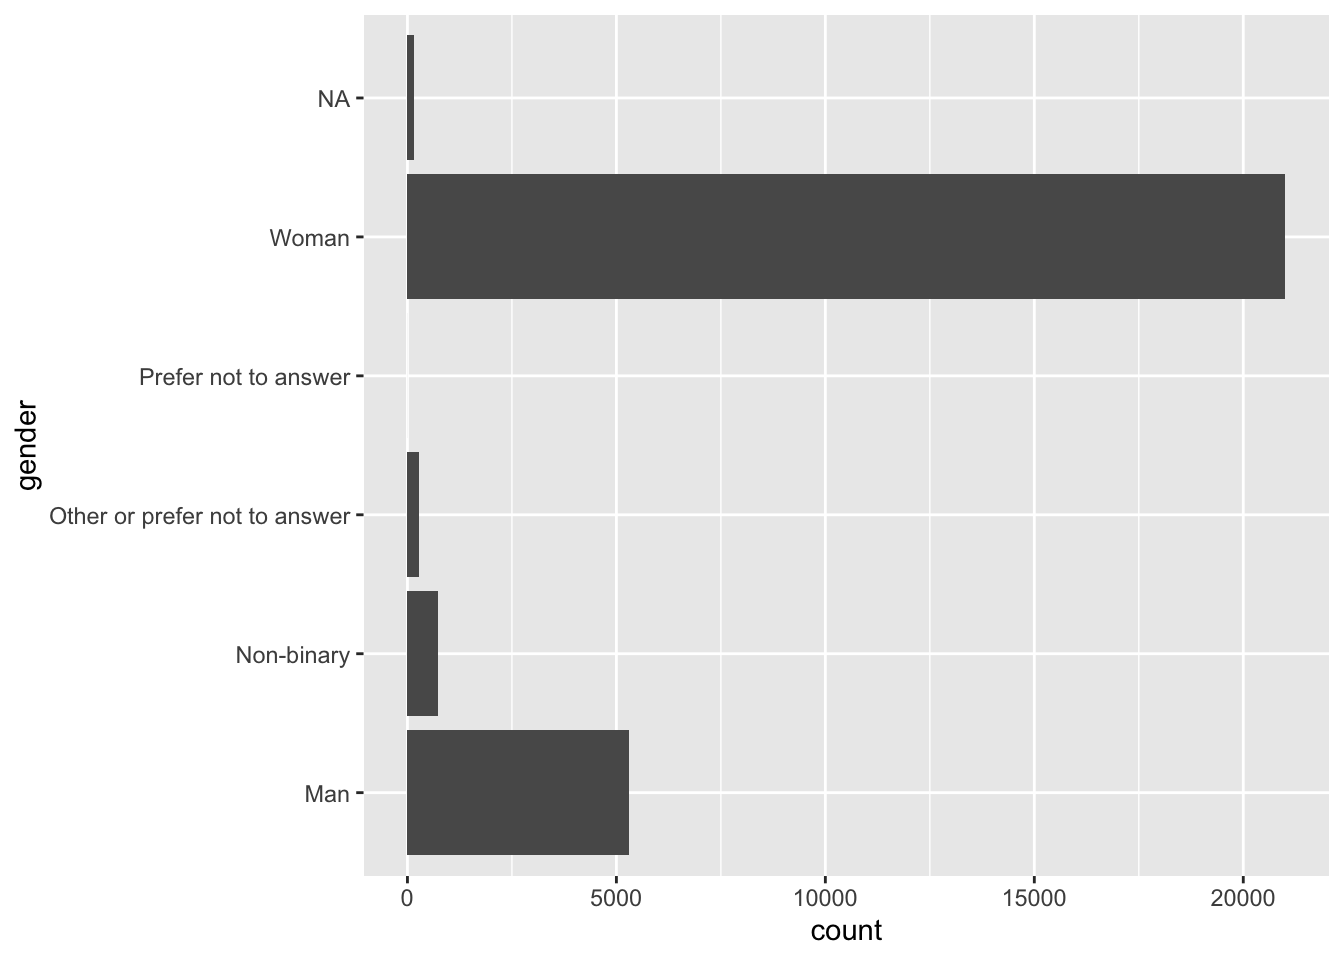 NA
Woman
Prefer not to answer
gender
Other or prefer not to answer
Non-binary
Man
0 5000 10000 15000 20000
count